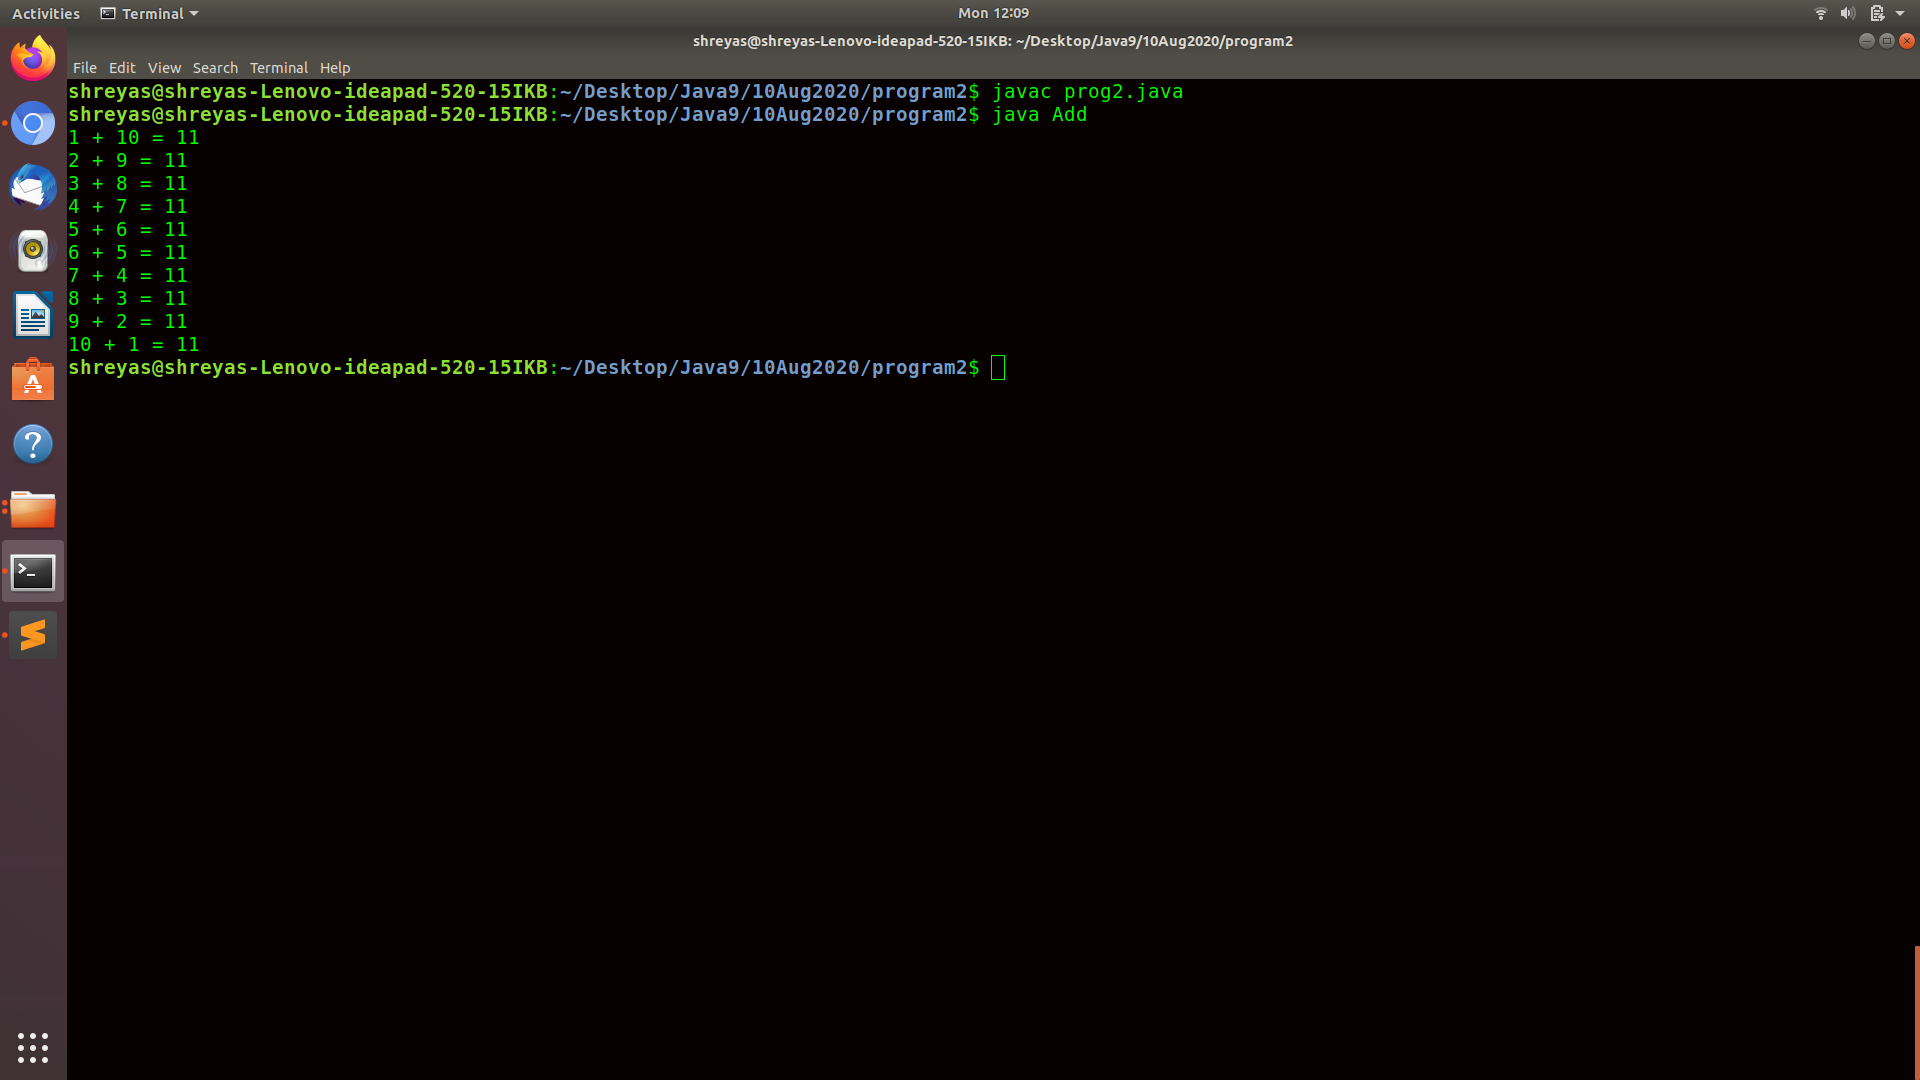 Activities Terminal Mon 12:09
shreyas@shreyas-Lenovo-ideapad-520-15IKB: ~/Desktop/Java9/10Aug2020/program2
File Edit View Search Terminal Help
shreyas@shreyas-Lenovo-ideapad-520-15IKB:~/Desktop/Java9/10Aug2020/program2$ javac prog2.java
shreyas@shreyas-Lenovo-ideapad-520-15IKB:~/Desktop/Java9/10Aug2020/program2$ java Add
1 + 10 = 11
2 + 9 = 11
3 + 8 = 11
4 + 7 = 11
5 + 6 = 11
6 + 5 = 11
7 + 4 = 11
8 + 3 = 11
9 + 2 = 11
10 + 1 = 11
shreyas@shreyas-Lenovo-ideapad-520-15IKB:~/Desktop/Java9/10Aug2020/program2$